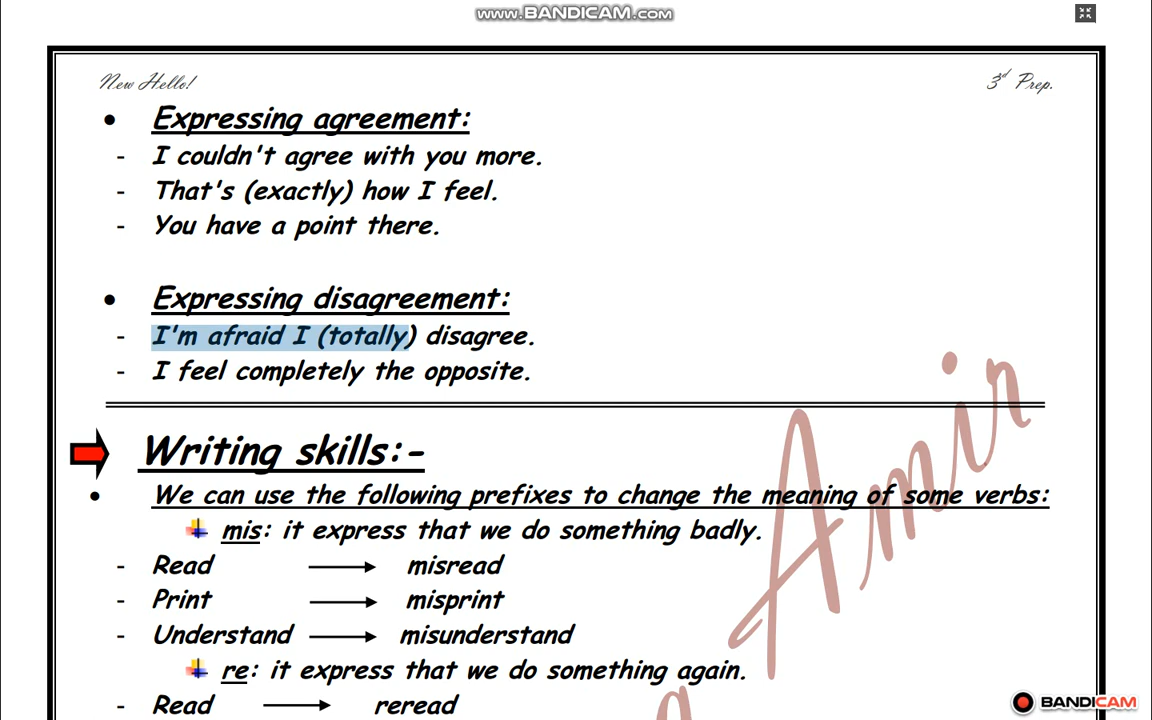 www.BANDICAM.com
New Hello!
3rd Prep.
• Expressing agreement:
- I couldn't agree with you more.
- That's (exactly) how I feel.
- You have a point there.
• Expressing disagreement:
- I'm afraid I (totally) disagree.
- I feel completely the opposite.
Writing skills:-
• We can use the following prefixes to change the meaning of some verbs:
mis: it express that we do something badly.
- Read → misread
- Print → misprint
- Understand → misunderstand
re: it express that we do something again.
- Read → reread
Amir
BANDICAM